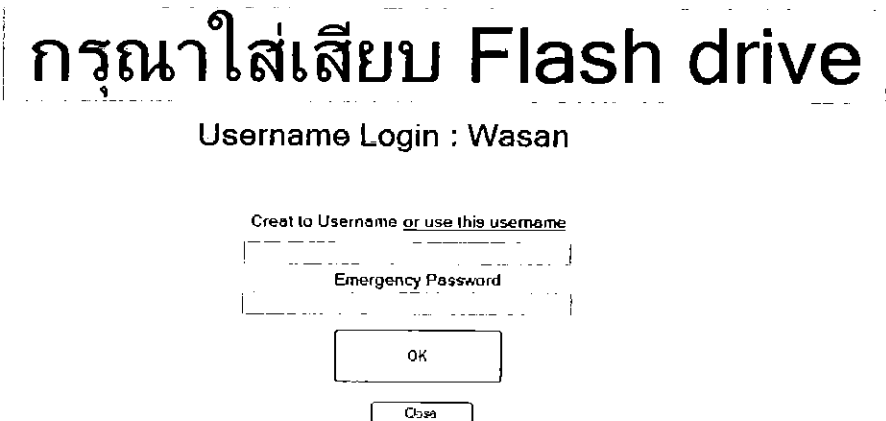 กรุณาใส่เสียบ Flash drive
Username Login : Wasan
Creat to Username or use this username
Emergency Password
OK
Close